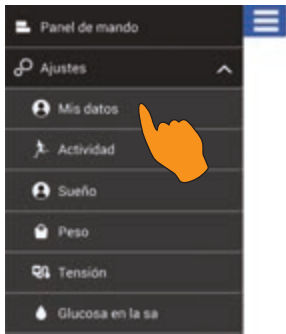 Panel de mando
Ajustes
Mis datos
Actividad
Sueño
Peso
Tensión
Glucosa en la sa